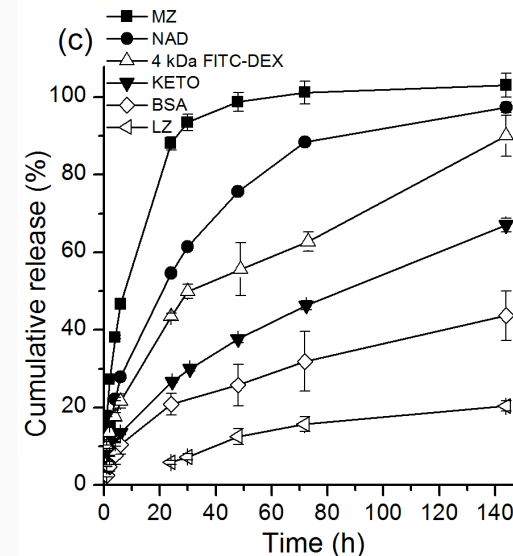 (c)
MZ
NAD
4 kDa FITC-DEX
KETO
BSA
LZ
Cumulative release (%)
100
80
60
40
20
0
0 20 40 60 80 100 120 140
Time (h)